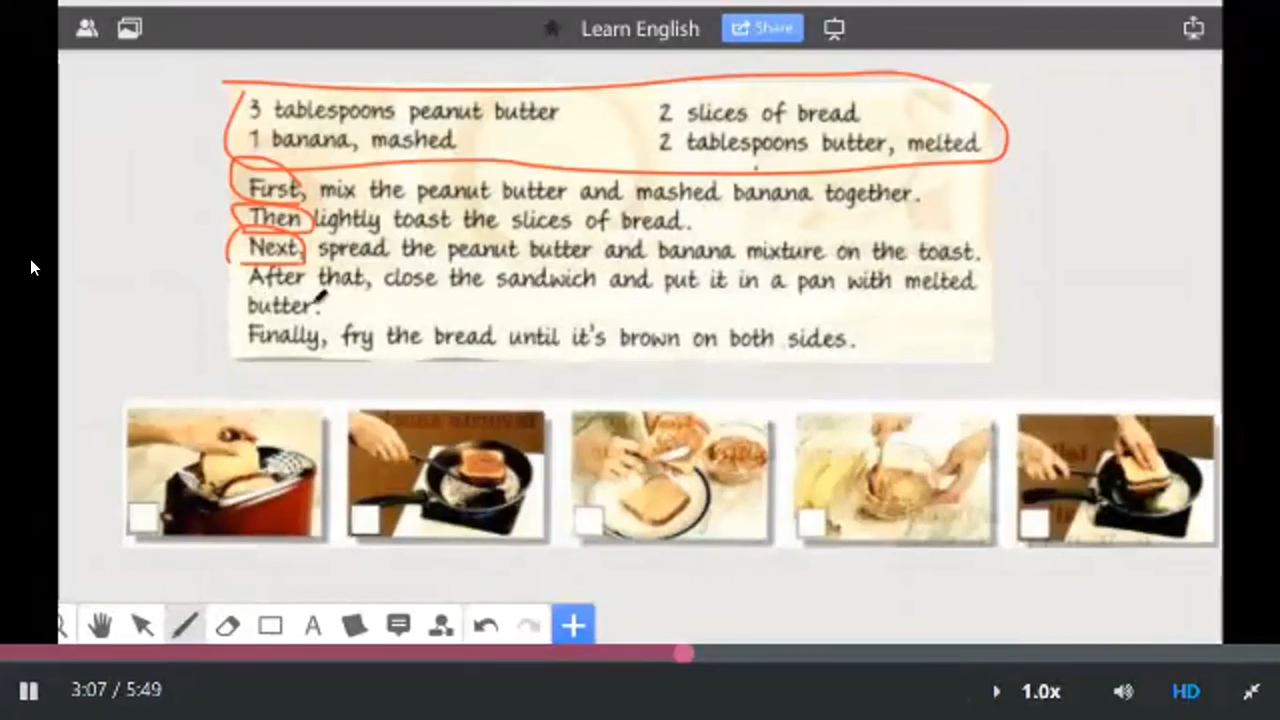 Learn English
Share
3 tablespoons peanut butter
2 slices of bread
1 banana, mashed
2 tablespoons butter, melted
First, mix the peanut butter and mashed banana together.
Then lightly toast the slices of bread.
Next, spread the peanut butter and banana mixture on the toast.
After that, close the sandwich and put it in a pan with melted
butter.
Finally, fry the bread until it's brown on both sides.
A
3:07 / 5:49
1.0x
HD